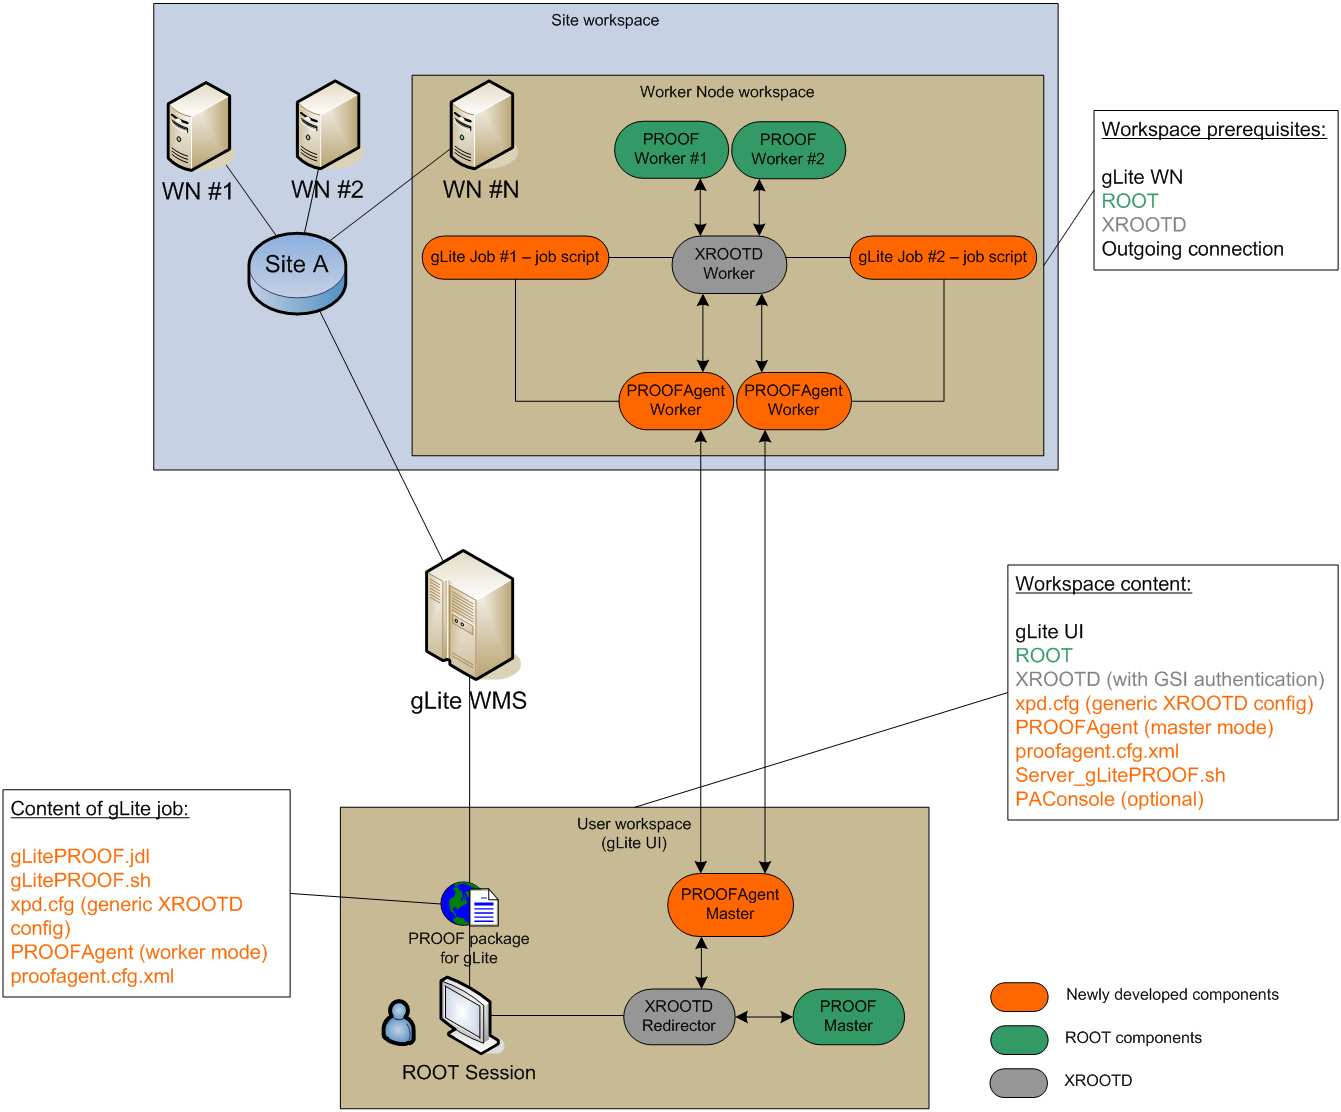 Site workspace
Worker Node workspace
WN #1
WN #2
WN #N
PROOF
Worker #1
PROOF
Worker #2
Workspace prerequisites:
gLite WN
ROOT
XROOTD
Outgoing connection
Site A
gLite Job #1 – job script
XROOTD
Worker
gLite Job #2 – job script
PROOFAgent
Worker
PROOFAgent
Worker
gLite WMS
Workspace content:
gLite UI
ROOT
XROOTD (with GSI authentication)
xpd.cfg (generic XROOTD config)
PROOFAgent (master mode)
proofagent.cfg.xml
Server_gLitePROOF.sh
PAConsole (optional)
Content of gLite job:
gLitePROOF.jdl
gLitePROOF.sh
xpd.cfg (generic XROOTD
config)
PROOFAgent (worker mode)
proofagent.cfg.xml
User workspace
(gLite UI)
PROOFAgent
Master
PROOF package
for gLite
XROOTD
Redirector
PROOF
Master
ROOT Session
Newly developed components
ROOT components
XROOTD